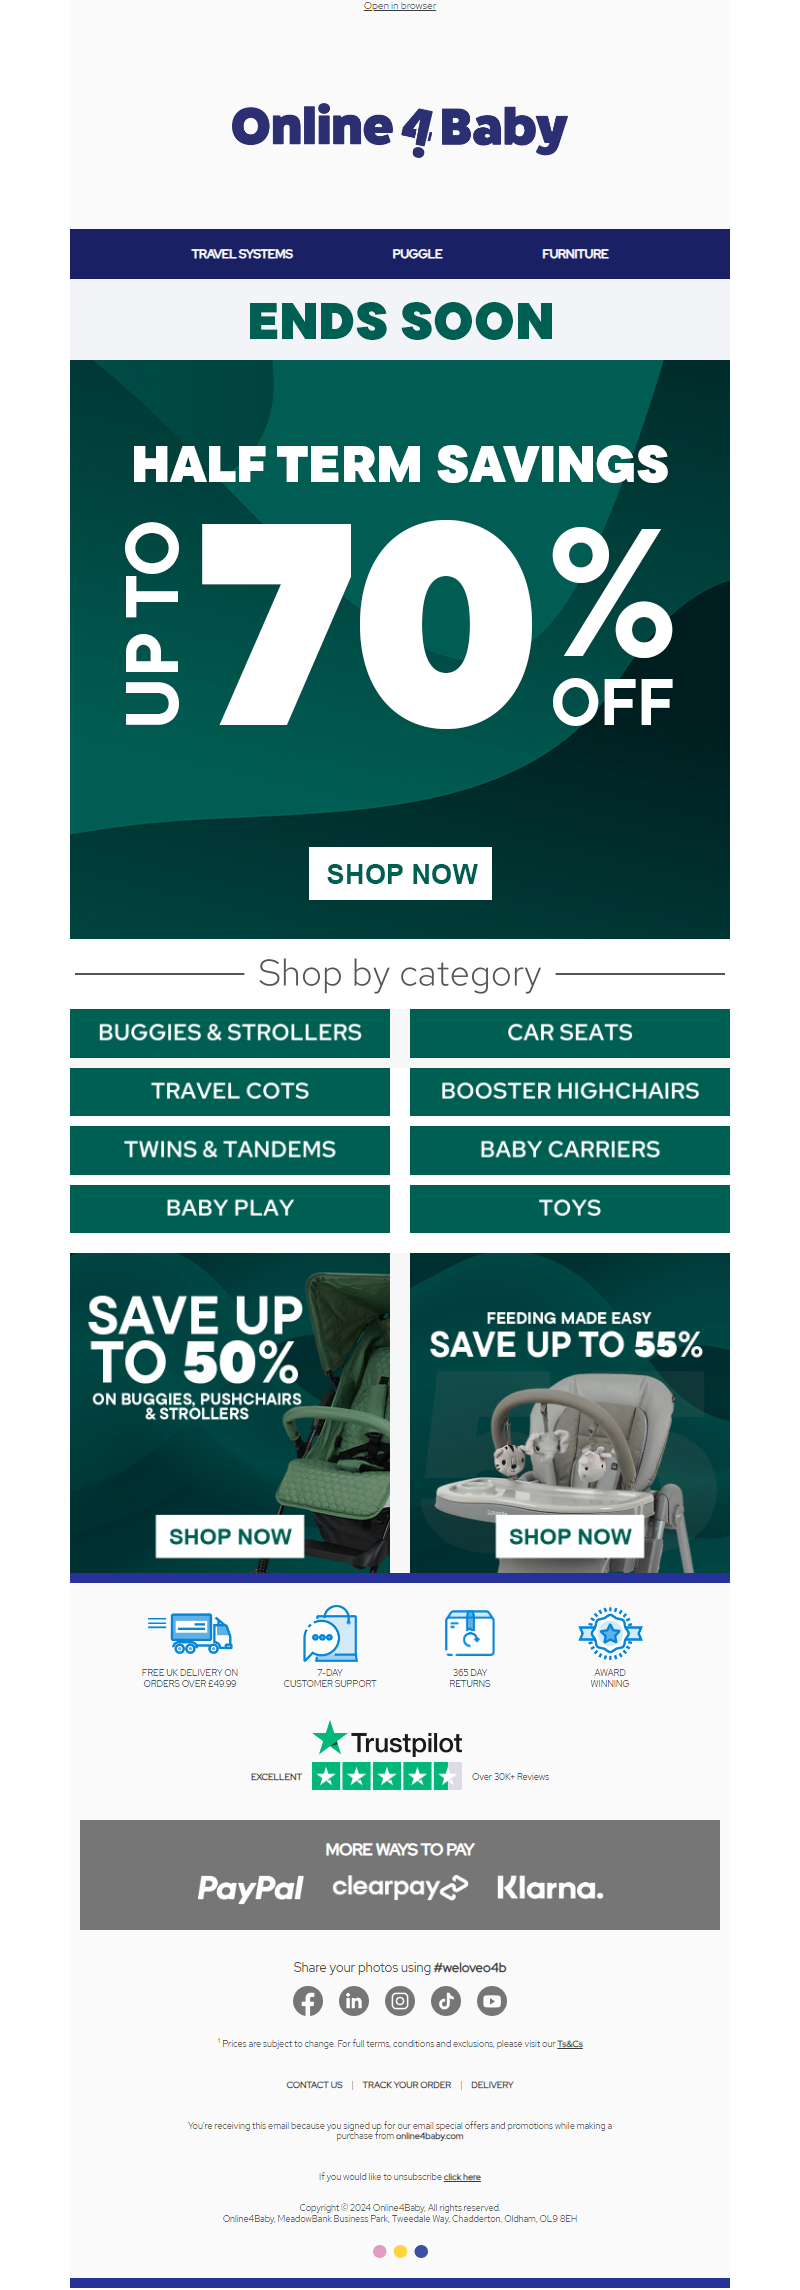 Open in browser
Online4Baby
TRAVEL SYSTEMS PUGGLE FURNITURE
ENDS SOON
HALF TERM SAVINGS
UP TO 70% OFF
SHOP NOW
Shop by category
BUGGIES & STROLLERS
CAR SEATS
TRAVEL COTS
BOOSTER HIGHCHAIRS
TWINS & TANDEMS
BABY CARRIERS
BABY PLAY
TOYS
SAVE UP
TO 50%
ON BUGGIES, PUSHCHAIRS
& STROLLERS
SHOP NOW
FEEDING MADE EASY
SAVE UP TO 55%
SHOP NOW
FREE UK DELIVERY ON
ORDERS OVER £49.99
7-DAY
CUSTOMER SUPPORT
365 DAY
RETURNS
AWARD
WINNING
Trustpilot
EXCELLENT
Over 30K+ Reviews
MORE WAYS TO PAY
PayPal clearpay Klarna.
Share your photos using #weloveo4b
† Prices are subject to change. For full terms, conditions and exclusions, please visit our Ts&Cs
CONTACT US | TRACK YOUR ORDER | DELIVERY
You're receiving this email because you signed up for our email special offers and promotions while making a
purchase from online4baby.com
If you would like to unsubscribe click here
Copyright © 2024 Online4Baby, All rights reserved.
Online4Baby, MeadowBank Business Park, Tweedale Way, Chadderton, Oldham, OL9 8EH